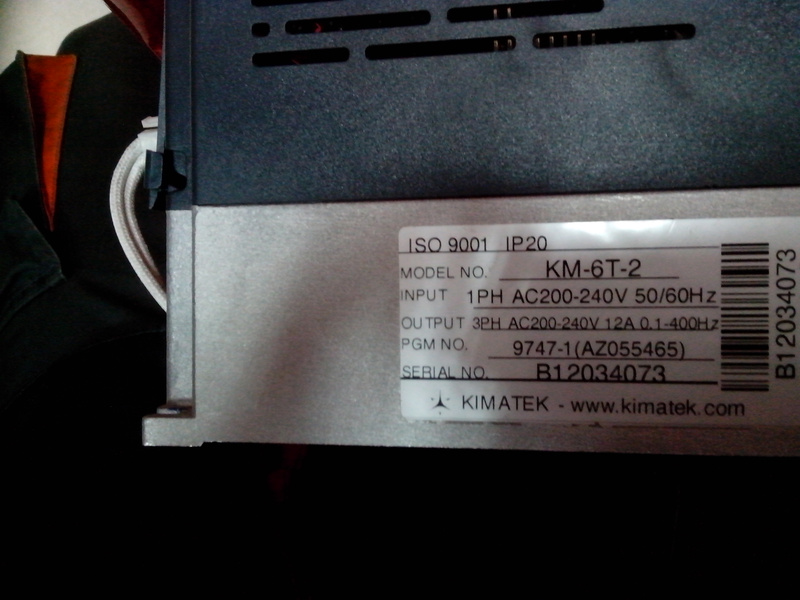 ISO 9001 IP20
MODEL NO. KM-6T-2
INPUT 1PH AC200-240V 50/60Hz
OUTPUT 3PH AC200-240V 12A 0.1-400Hz
PGM NO. 9747-1(AZ055465)
SERIAL NO. B12034073
KIMATEK - www.kimatek.com
B12034073